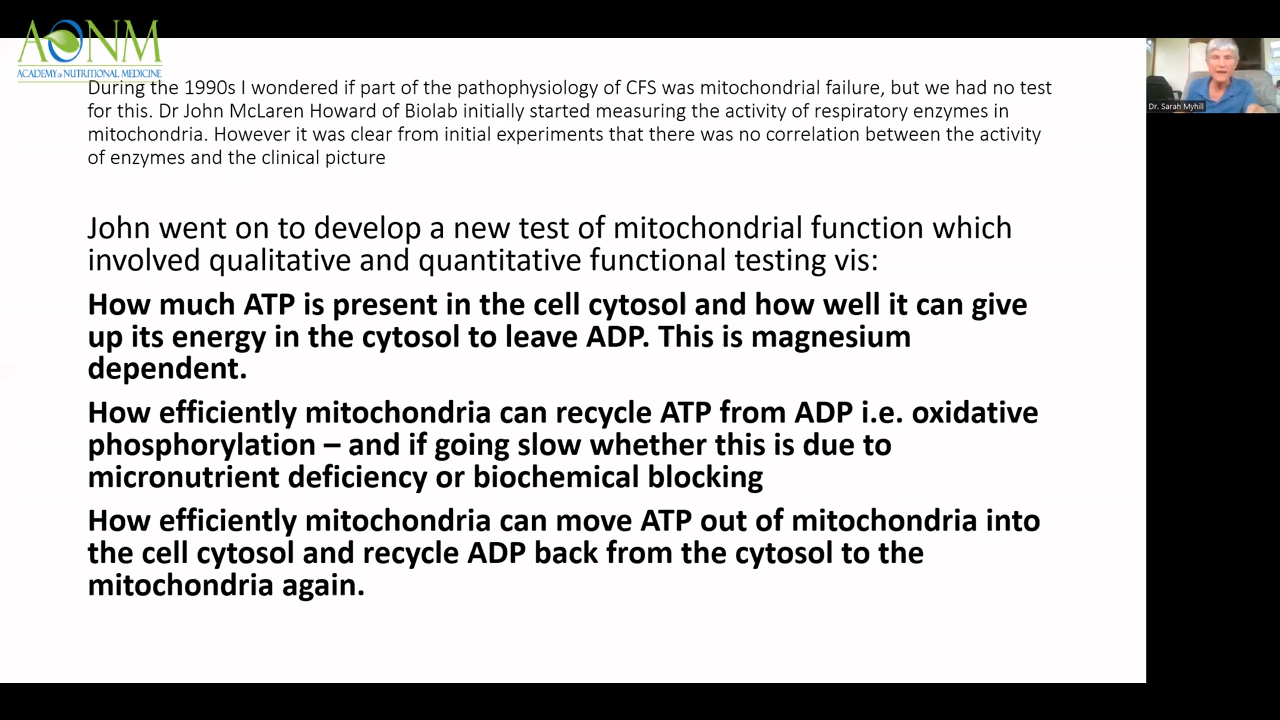 AONM
ACADEMY of NUTRITIONAL MEDICINE
During the 1990s I wondered if part of the pathophysiology of CFS was mitochondrial failure, but we had no test
for this. Dr John McLaren Howard of Biolab initially started measuring the activity of respiratory enzymes in
mitochondria. However it was clear from initial experiments that there was no correlation between the activity
of enzymes and the clinical picture
John went on to develop a new test of mitochondrial function which
involved qualitative and quantitative functional testing vis:
How much ATP is present in the cell cytosol and how well it can give
up its energy in the cytosol to leave ADP. This is magnesium
dependent.
How efficiently mitochondria can recycle ATP from ADP i.e. oxidative
phosphorylation – and if going slow whether this is due to
micronutrient deficiency or biochemical blocking
How efficiently mitochondria can move ATP out of mitochondria into
the cell cytosol and recycle ADP back from the cytosol to the
mitochondria again.
Dr. Sarah Myhill